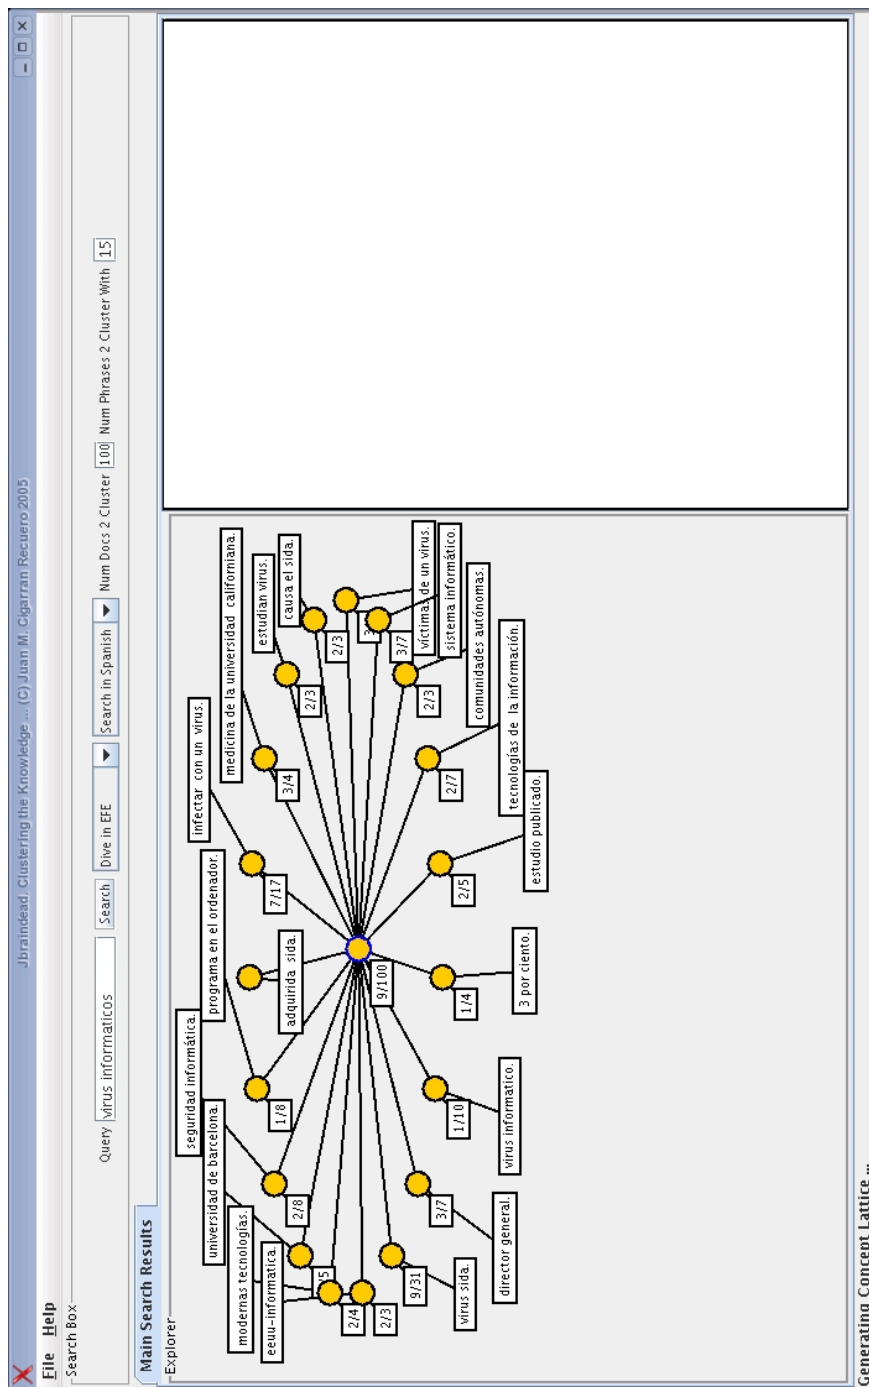 Jbraindead. Clustering the Knowledge ... (C) Juan M. Cigarran Recuero 2005
File Help
Search Box
Query virus informaticos Search Dive in EFE Search in Spanish Num Docs 2 Cluster 100 Num Phrases 2 Cluster With 15
Main Search Results
Explorer
seguridad informática.
infectar con un virus.
universidad de barcelona.
programa en el ordenador.
medicina de la universidad californiana.
modernas tecnologías.
estudian virus.
eeuu-informatica.
adquirida sida.
causa el sida.
1/8
7/17
3/4
2/8
2/3
2/3
2/4
2/3
9/100
3/7
9/31
2/3
víctimas de un virus.
sistema informático.
3/7
1/10
1/4
2/5
2/7
comunidades autónomas.
virus sida.
director general.
virus informatico.
3 por ciento.
estudio publicado.
tecnologías de la información.
Generating Concept Lattice ...